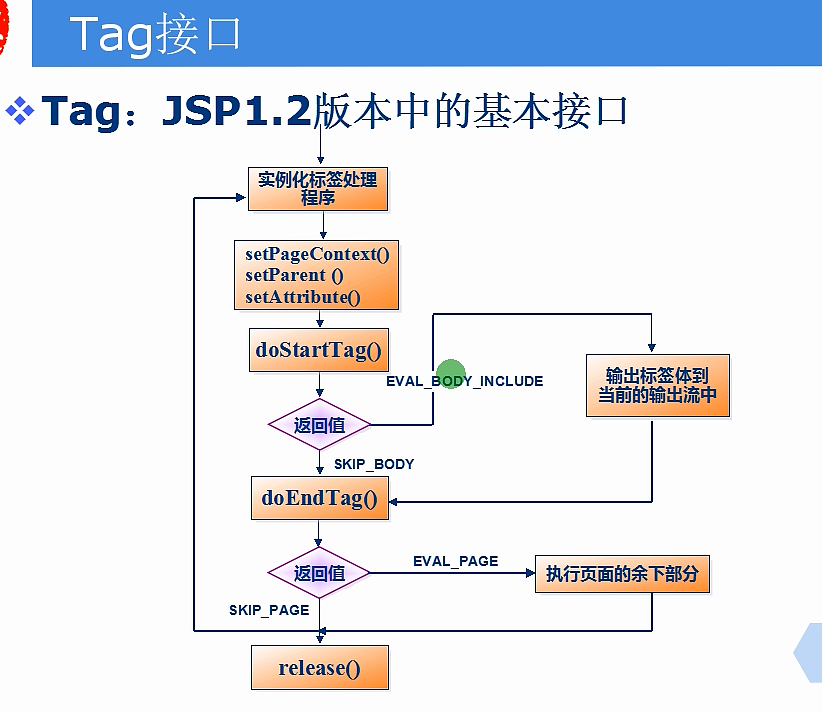 Tag接口
Tag：JSP1.2版本中的基本接口
实例化标签处理
程序
setPageContext()
setParent ()
setAttribute()
doStartTag()
EVAL_BODY_INCLUDE
输出标签体到
当前的输出流中
返回值
SKIP_BODY
doEndTag()
返回值
EVAL_PAGE
执行页面的余下部分
SKIP_PAGE
release()